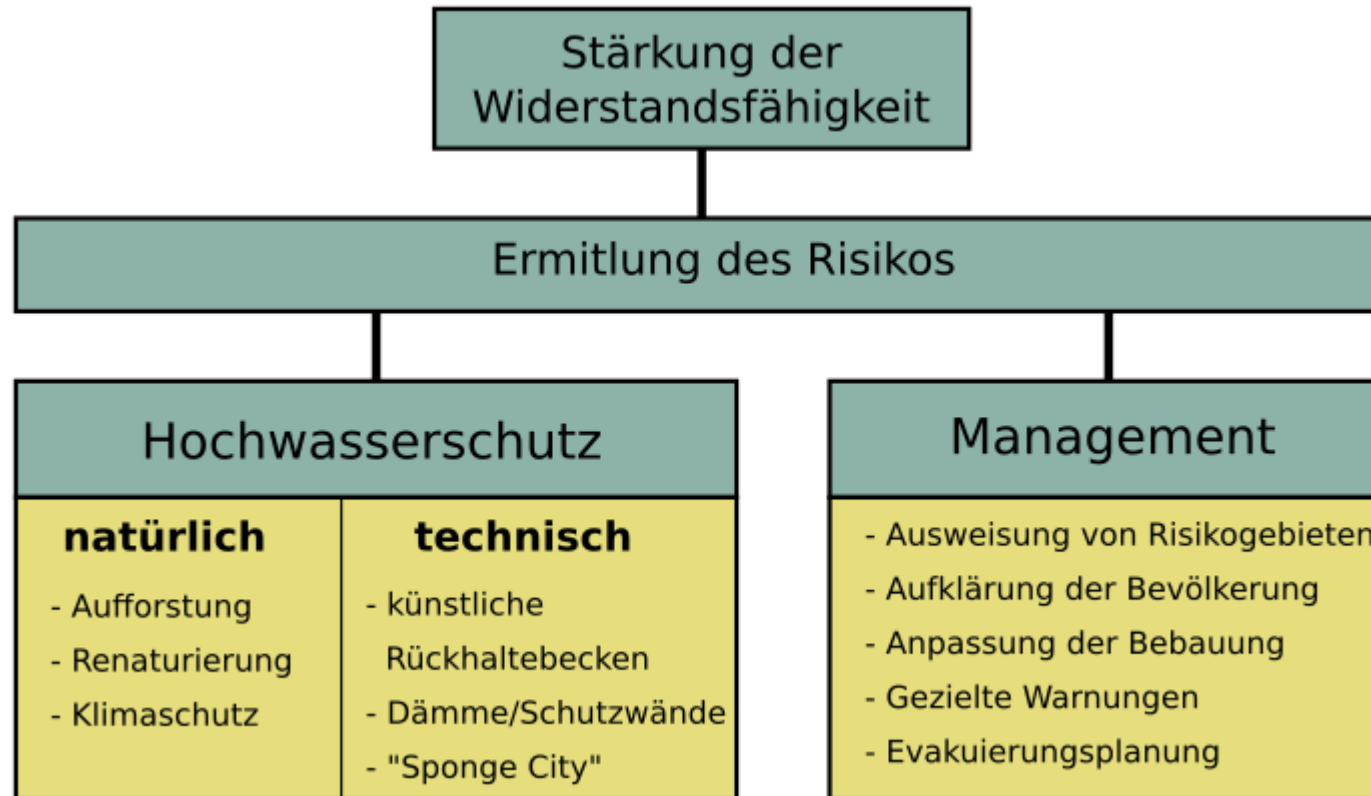 Stärkung der
Widerstandsfähigkeit
Ermitlung des Risikos
Hochwasserschutz
natürlich
- Aufforstung
- Renaturierung
- Klimaschutz
technisch
- künstliche
Rückhaltebecken
- Dämme/Schutzwände
- "Sponge City"
Management
- Ausweisung von Risikogebieten
- Aufklärung der Bevölkerung
- Anpassung der Bebauung
- Gezielte Warnungen
- Evakuierungsplanung